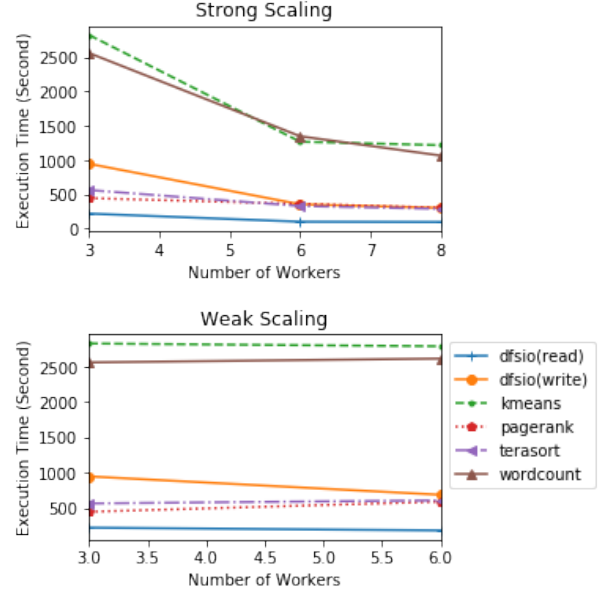 Strong Scaling
Execution Time (Second)
2500
2000
1500
1000
500
0
3 4 5 6 7 8
Number of Workers
Weak Scaling
Execution Time (Second)
2500
2000
1500
1000
500
3.0 3.5 4.0 4.5 5.0 5.5 6.0
Number of Workers
dfsio(read)
dfsio(write)
kmeans
pagerank
terasort
wordcount